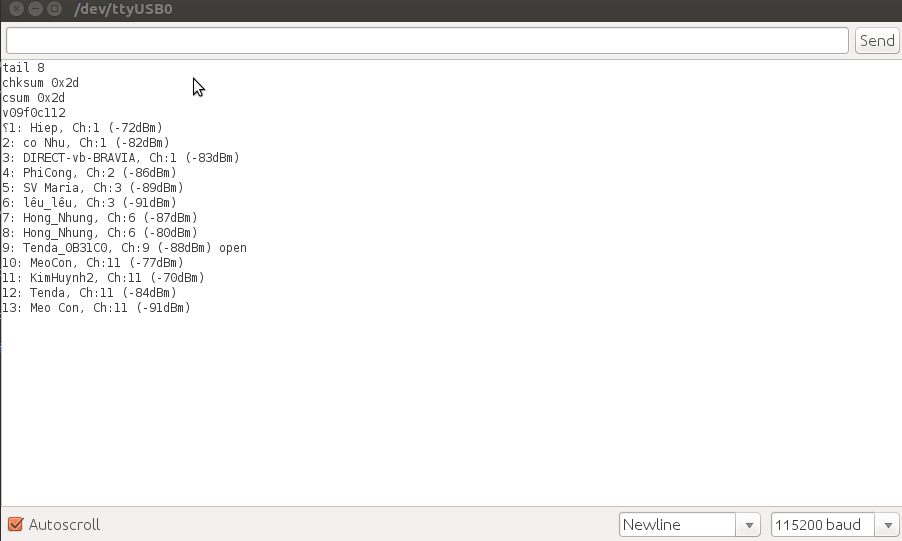 /dev/ttyUSB0
Send
tail 8
chksum 0x2d
csum 0x2d
v09f0c112
⸮1: Hiep, Ch:1 (-72dBm)
2: co Nhu, Ch:1 (-82dBm)
3: DIRECT-vb-BRAVIA, Ch:1 (-83dBm)
4: PhiCong, Ch:2 (-86dBm)
5: SV Maria, Ch:3 (-89dBm)
6: lêu_lêu, Ch:3 (-91dBm)
7: Hong_Nhung, Ch:6 (-87dBm)
8: Hong_Nhung, Ch:6 (-80dBm)
9: Tenda_0B31C0, Ch:9 (-88dBm) open
10: MeoCon, Ch:11 (-77dBm)
11: KimHuynh2, Ch:11 (-70dBm)
12: Tenda, Ch:11 (-84dBm)
13: Meo Con, Ch:11 (-91dBm)
Autoscroll
Newline
115200 baud